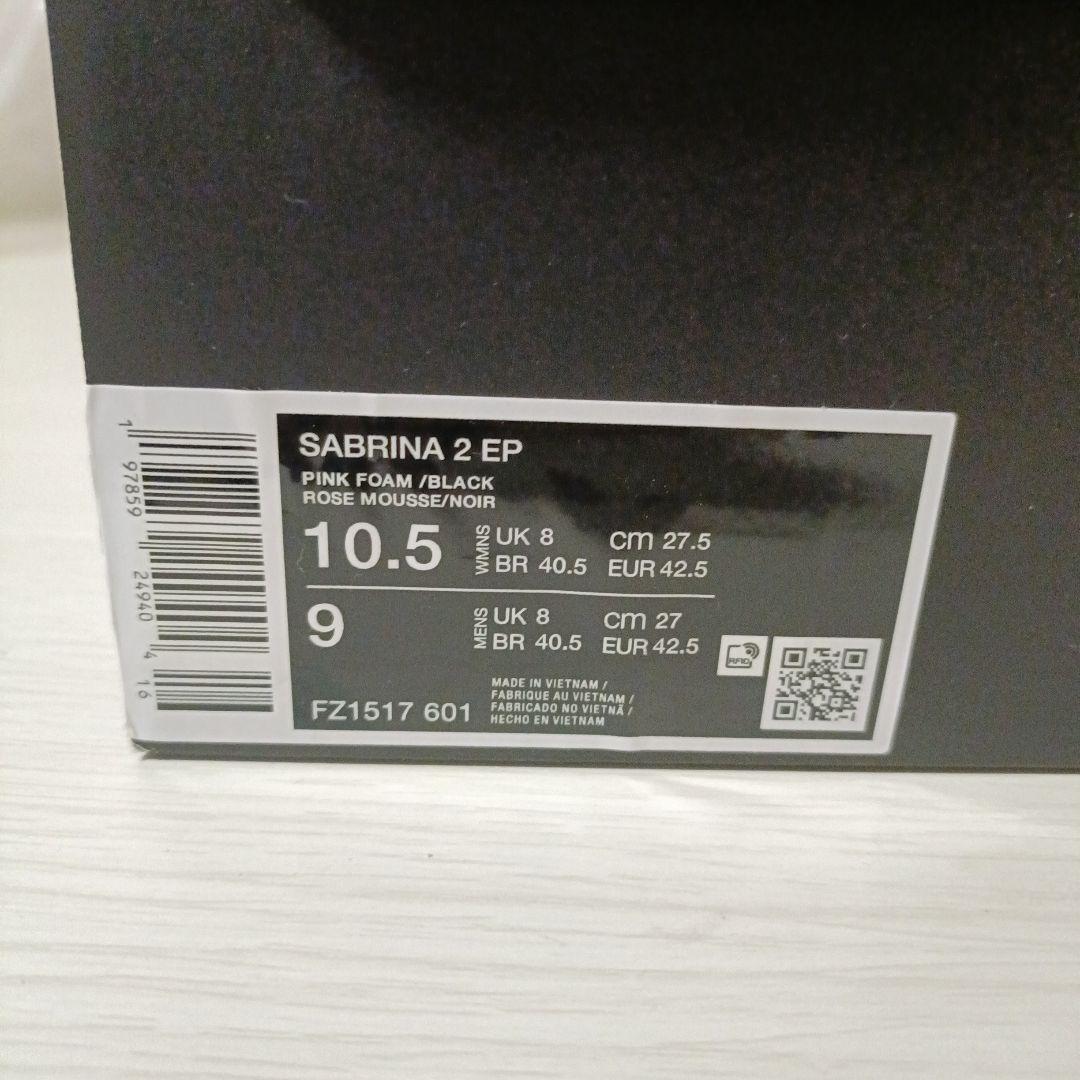 SABRINA 2 EP
PINK FOAM /BLACK
ROSE MOUSSE/NOIR
10.5 WMNS UK 8 cm 27.5
BR 40.5 EUR 42.5
9 MENS UK 8 cm 27
BR 40.5 EUR 42.5
RFID
FZ1517 601
MADE IN VIETNAM /
FABRIQUE AU VIETNAM /
FABRICADO NO VIETNÃ /
HECHO EN VIETNAM
1 97859 24940 4 16